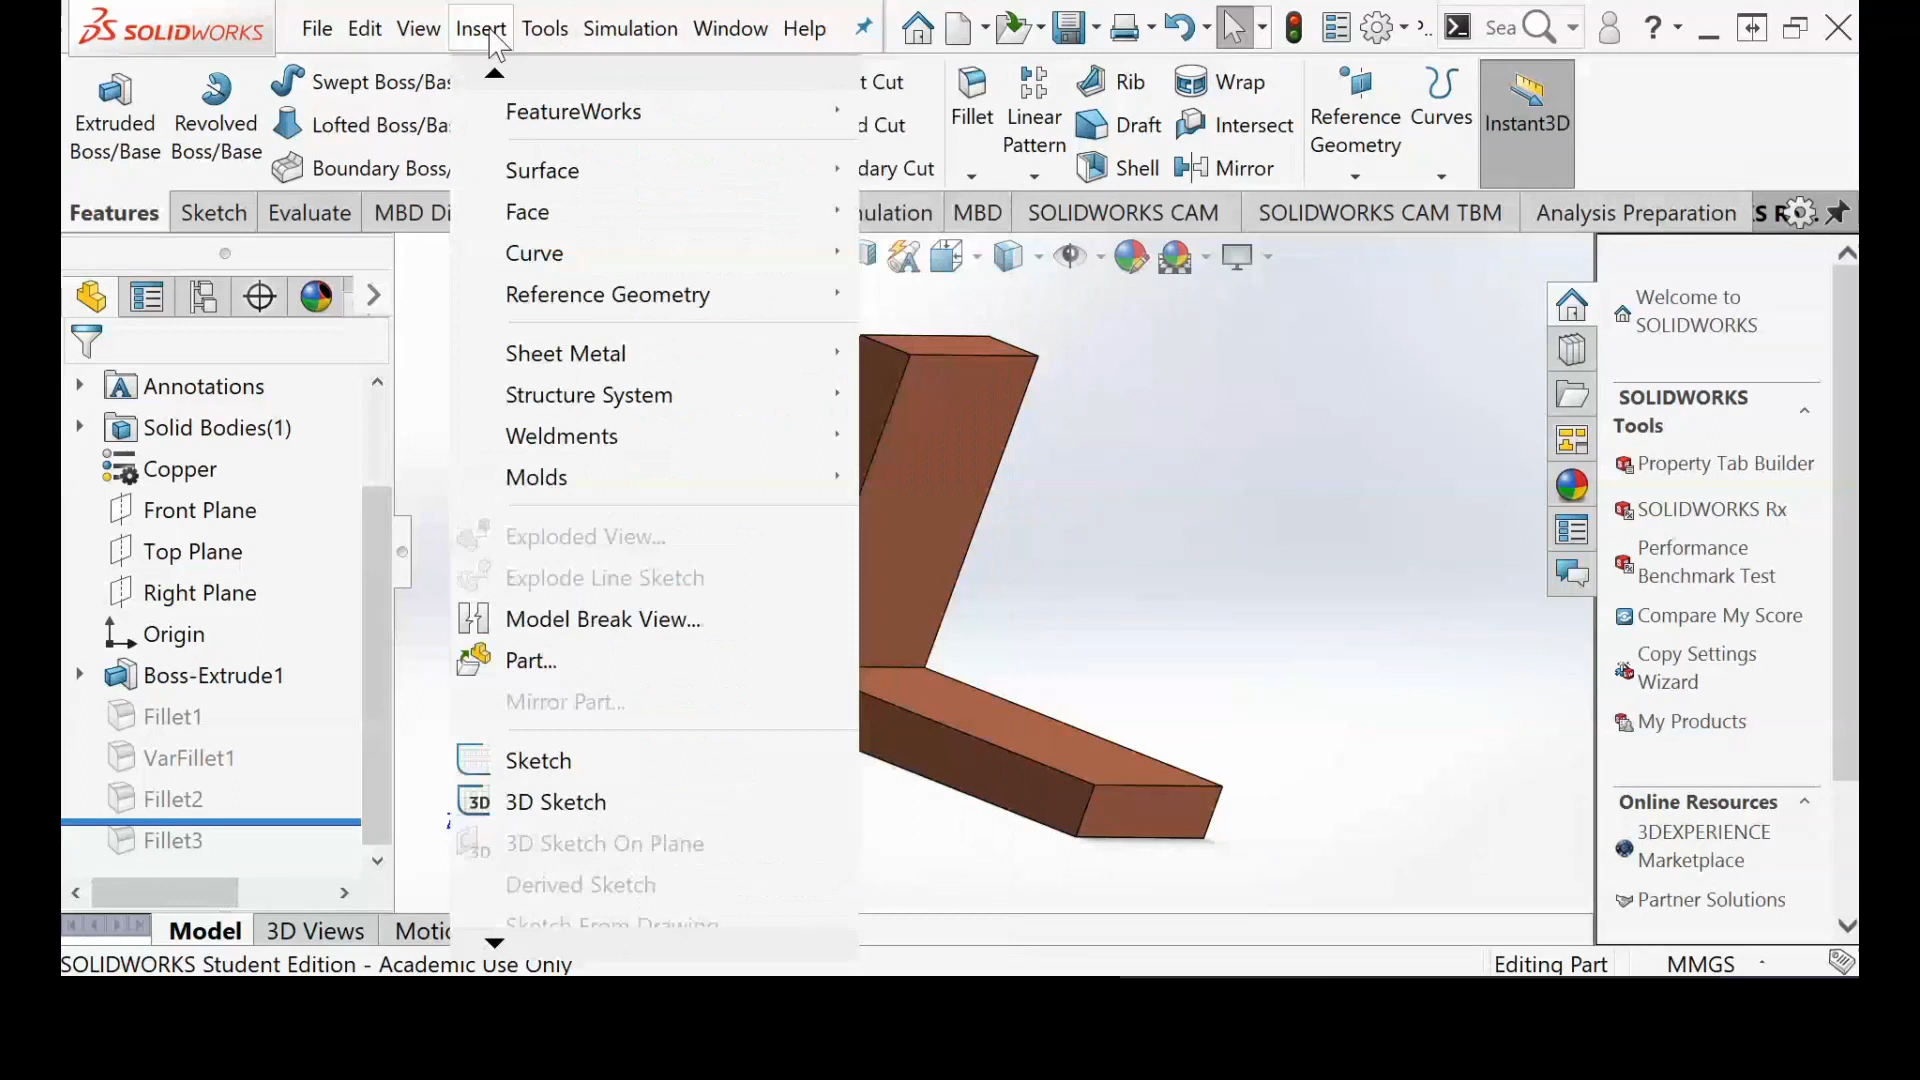 SOLIDWORKS File Edit View Insert Tools Simulation Window Help Sea ?
Extruded Boss/Base
Revolved Boss/Base
Swept Boss/Bas
Lofted Boss/Ba
Boundary Boss/
t Cut
d Cut
dary Cut
Fillet
Linear Pattern
Rib
Draft
Shell
Wrap
Intersect
Mirror
Reference Geometry
Curves
Instant3D
Features Sketch Evaluate MBD Di ulation MBD SOLIDWORKS CAM SOLIDWORKS CAM TBM Analysis Preparation S R
FeatureWorks
Surface
Face
Curve
Reference Geometry
Sheet Metal
Structure System
Weldments
Molds
Exploded View...
Explode Line Sketch
Model Break View...
Part...
Mirror Part...
Sketch
3D 3D Sketch
3D 3D Sketch On Plane
Derived Sketch
Sketch From Drawing
Annotations
Solid Bodies(1)
Copper
Front Plane
Top Plane
Right Plane
Origin
Boss-Extrude1
Fillet1
VarFillet1
Fillet2
Fillet3
Welcome to
SOLIDWORKS
SOLIDWORKS
Tools
Property Tab Builder
SOLIDWORKS Rx
Performance
Benchmark Test
Compare My Score
Copy Settings
Wizard
My Products
Online Resources
3DEXPERIENCE
Marketplace
Partner Solutions
Model 3D Views Motio
SOLIDWORKS Student Edition - Academic Use Only Editing Part MMGS